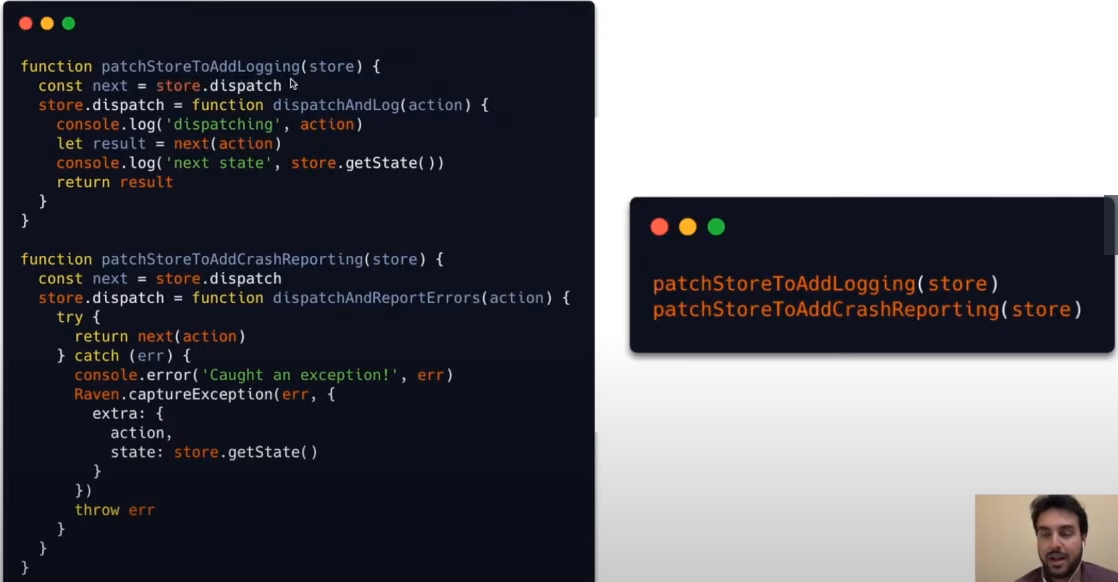 function patchStoreToAddLogging(store) {
  const next = store.dispatch
  store.dispatch = function dispatchAndLog(action) {
    console.log('dispatching', action)
    let result = next(action)
    console.log('next state', store.getState())
    return result
  }
}
function patchStoreToAddCrashReporting(store) {
  const next = store.dispatch
  store.dispatch = function dispatchAndReportErrors(action) {
    try {
      return next(action)
    } catch (err) {
      console.error('Caught an exception!', err)
      Raven.captureException(err, {
        extra: {
          action,
          state: store.getState()
        }
      })
      throw err
    }
  }
}
patchStoreToAddLogging(store)
patchStoreToAddCrashReporting(store)